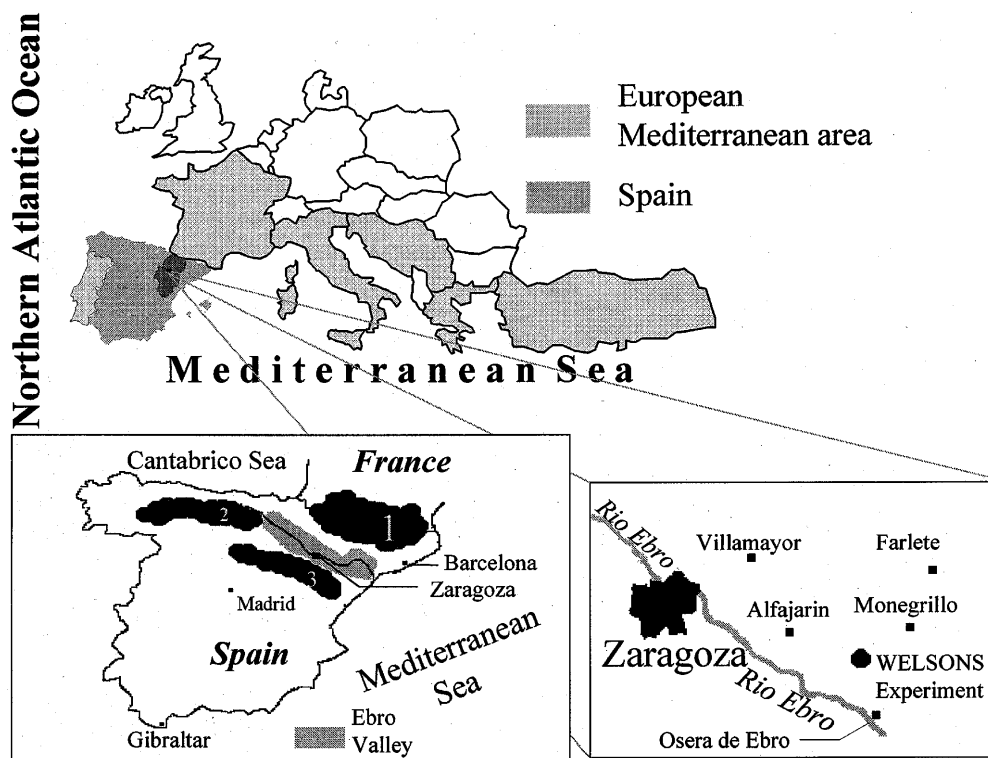 Northern Atlantic Ocean
European
Mediterranean area
Spain
Mediterranean Sea
Cantabrico Sea
France
1
2
3
Barcelona
Zaragoza
Madrid
Spain
Mediterranean
Sea
Gibraltar
Ebro
Valley
Rio Ebro
Villamayor
Farlete
Alfajarin
Monegrillo
Zaragoza
WELSONS
Experiment
Rio Ebro
Osera de Ebro